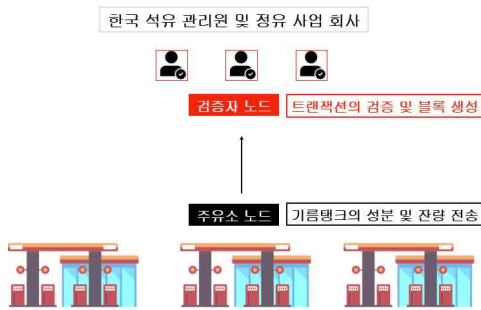 한국 석유 관리원 및 정유 사업 회사
검증자 노드 트랜잭션의 검증 및 블록 생성
주유소 노드 기름탱크의 성분 및 잔량 전송